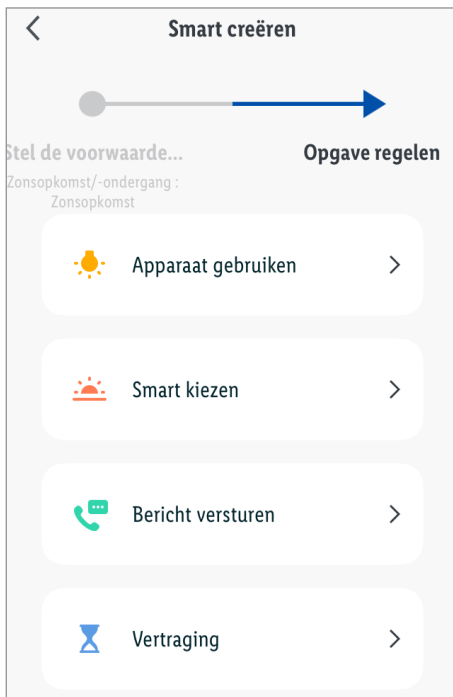 Smart creëren
Stel de voorwaarde...
Opgave regelen
Zonsopkomst/-ondergang :
Zonsopkomst
Apparaat gebruiken
Smart kiezen
Bericht versturen
Vertraging